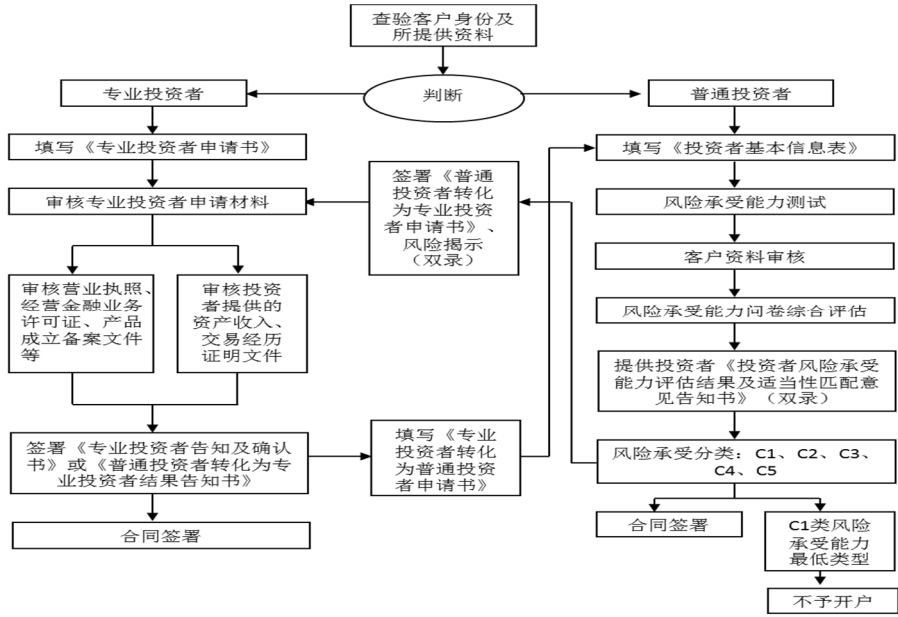 查验客户身份及
所提供资料
判断
专业投资者
普通投资者
填写《专业投资者申请书》
填写《投资者基本信息表》
审核专业投资者申请材料
签署《普通
投资者转化
为专业投资
者申请书》、
风险揭示
（双录）
风险承受能力测试
客户资料审核
审核营业执照、
经营金融业务
许可证、产品
成立备案文件
等
审核投资
者提供的
资产收入、
交易经历
证明文件
风险承受能力问卷综合评估
提供投资者《投资者风险承受
能力评估结果及适当性匹配意
见告知书》（双录）
签署《专业投资者告知及确认
书》或《普通投资者转化为专
业投资者结果告知书》
填写《专业
投资者转化
为普通投资
者申请书》
风险承受分类：C1、C2、C3、
C4、C5
合同签署
合同签署
C1类风险
承受能力
最低类型
不予开户